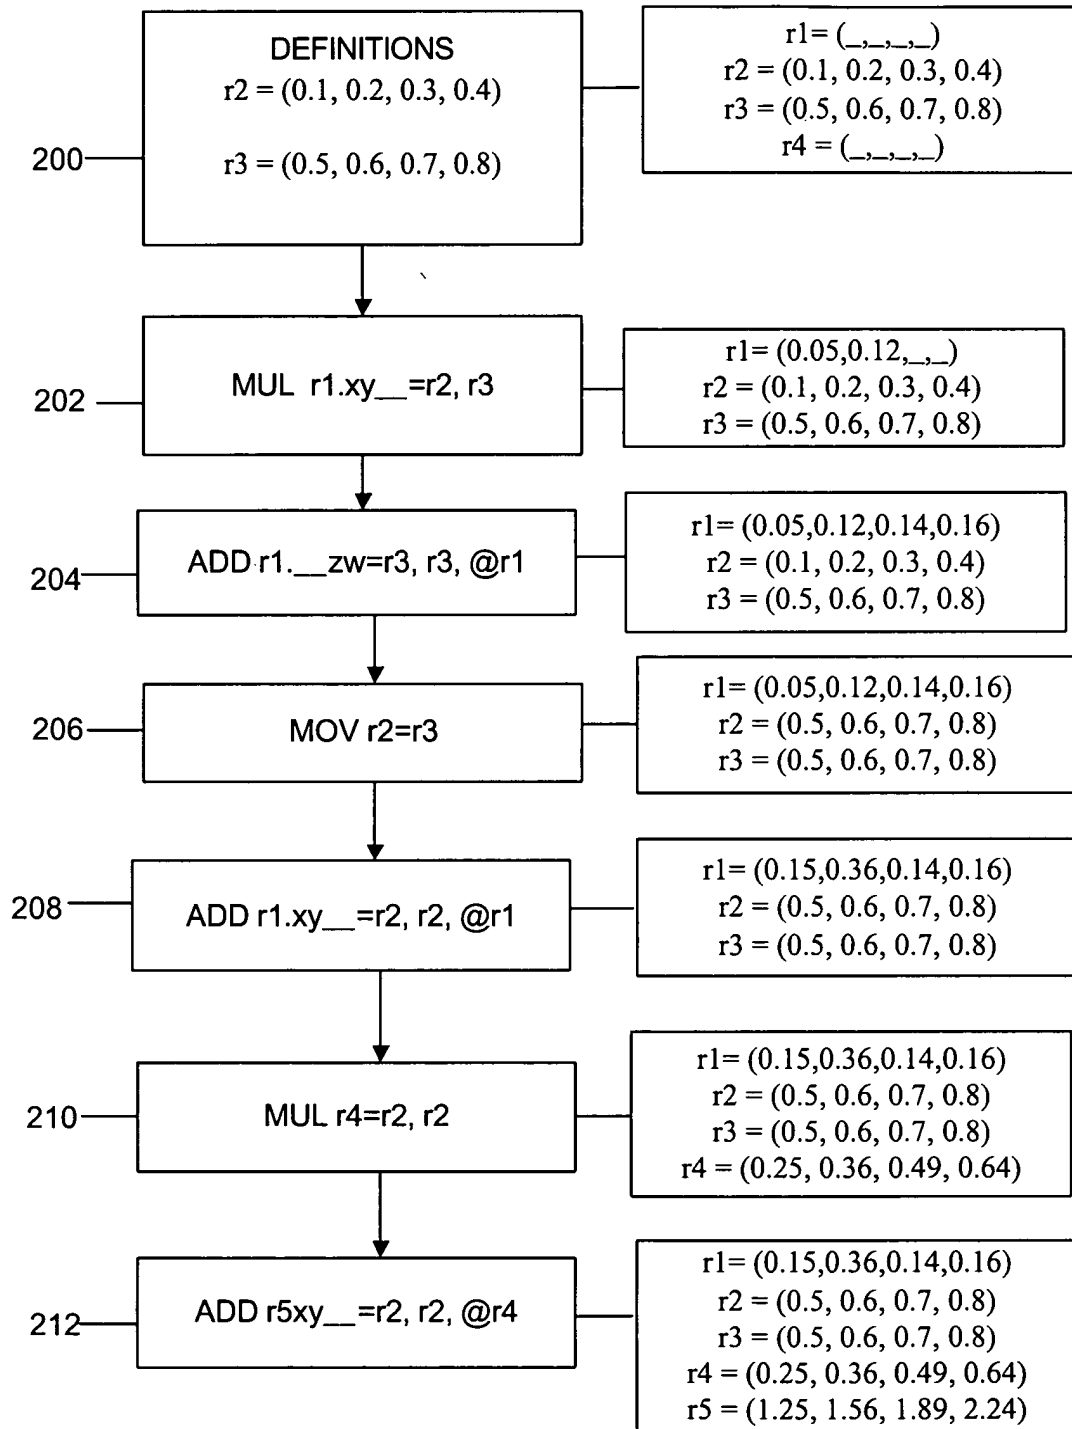 DEFINITIONS
r2 = (0.1, 0.2, 0.3, 0.4)
r3 = (0.5, 0.6, 0.7, 0.8)
200
r1= (_,_,_,_)
r2 = (0.1, 0.2, 0.3, 0.4)
r3 = (0.5, 0.6, 0.7, 0.8)
r4 = (_,_,_,_)
MUL r1.xy__=r2, r3
202
r1= (0.05,0.12,_,_)
r2 = (0.1, 0.2, 0.3, 0.4)
r3 = (0.5, 0.6, 0.7, 0.8)
ADD r1.__zw=r3, r3, @r1
204
r1= (0.05,0.12,0.14,0.16)
r2 = (0.1, 0.2, 0.3, 0.4)
r3 = (0.5, 0.6, 0.7, 0.8)
MOV r2=r3
206
r1= (0.05,0.12,0.14,0.16)
r2 = (0.5, 0.6, 0.7, 0.8)
r3 = (0.5, 0.6, 0.7, 0.8)
ADD r1.xy__=r2, r2, @r1
208
r1= (0.15,0.36,0.14,0.16)
r2 = (0.5, 0.6, 0.7, 0.8)
r3 = (0.5, 0.6, 0.7, 0.8)
MUL r4=r2, r2
210
r1= (0.15,0.36,0.14,0.16)
r2 = (0.5, 0.6, 0.7, 0.8)
r3 = (0.5, 0.6, 0.7, 0.8)
r4 = (0.25, 0.36, 0.49, 0.64)
ADD r5xy__=r2, r2, @r4
212
r1= (0.15,0.36,0.14,0.16)
r2 = (0.5, 0.6, 0.7, 0.8)
r3 = (0.5, 0.6, 0.7, 0.8)
r4 = (0.25, 0.36, 0.49, 0.64)
r5 = (1.25, 1.56, 1.89, 2.24)